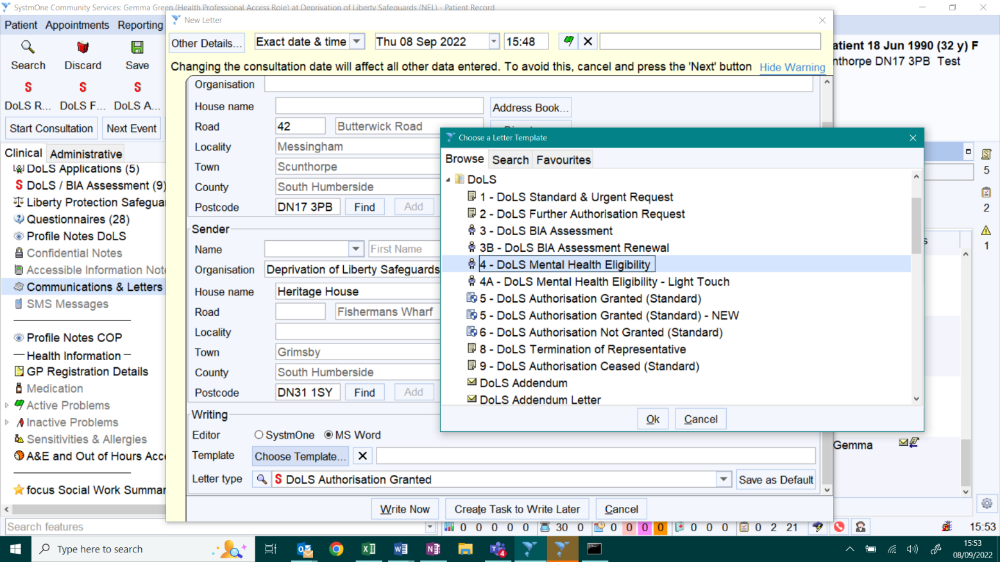 SystmOne Community Services: Gemma Green (Health Professional Access Role) at Deprivation of Liberty Safeguards (NEL) - Patient Record
Patient Appointments Reporting
Search Discard Save
DoLS R... DoLS F... DoLS A...
Start Consultation Next Event
Clinical Administrative
DoLS Applications (5)
DoLS / BIA Assessment (9)
Liberty Protection Safegua
Questionnaires (28)
Profile Notes DoLS
Confidential Notes
Accessible Information Note
Communications & Letters
SMS Messages
Profile Notes COP
Health Information
GP Registration Details
Medication
Active Problems
Inactive Problems
Sensitivities & Allergies
A&E and Out of Hours Acce
focus Social Work Summar
Search features
New Letter
Other Details... Exact date & time Thu 08 Sep 2022 15:48
Changing the consultation date will affect all other data entered. To avoid this, cancel and press the 'Next' button Hide Warning
Organisation
House name Address Book...
Road 42 Butterwick Road
Locality Messingham
Town Scunthorpe
County South Humberside
Postcode DN17 3PB Find Add
Sender
Name First Name
Organisation Deprivation of Liberty Safeguards
House name Heritage House
Road Fishermans Wharf
Locality
Town Grimsby
County South Humberside
Postcode DN31 1SY Find Add
Writing
Editor SystmOne MS Word
Template Choose Template...
Letter type S DoLS Authorisation Granted Save as Default
Write Now Create Task to Write Later Cancel
Choose a Letter Template
Browse Search Favourites
DoLS
1 - DoLS Standard & Urgent Request
2 - DoLS Further Authorisation Request
3 - DoLS BIA Assessment
3B - DoLS BIA Assessment Renewal
4 - DoLS Mental Health Eligibility
4A - DoLS Mental Health Eligibility - Light Touch
5 - DoLS Authorisation Granted (Standard)
5 - DoLS Authorisation Granted (Standard) - NEW
6 - DoLS Authorisation Not Granted (Standard)
8 - DoLS Termination of Representative
9 - DoLS Authorisation Ceased (Standard)
DoLS Addendum
DoLS Addendum Letter
Ok Cancel
atient 18 Jun 1990 (32 y) F
nthorpe DN17 3PB Test
5
2
1
s
Gemma
0 0 0 0 0 30 0 0 0 0 0 0 0 0 0 2 21 15:53
Type here to search
4
15:53
08/09/2022